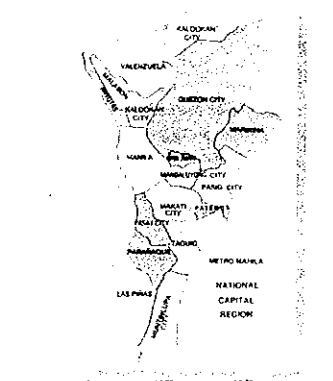 KALOOKAN
CITY
VALENZUELA
MALABON
NAVOTAS
KALOOKAN
CITY
QUEZON CITY
MARIKINA
MANILA
SAN JUAN
MANDALUYONG CITY
PASIG CITY
MAKATI
CITY
PATEROS
PASAY CITY
TAGUIG
PARAÑAQUE
METRO MANILA
LAS PIÑAS
NATIONAL
CAPITAL
REGION
MUNTINLUPA
CITY